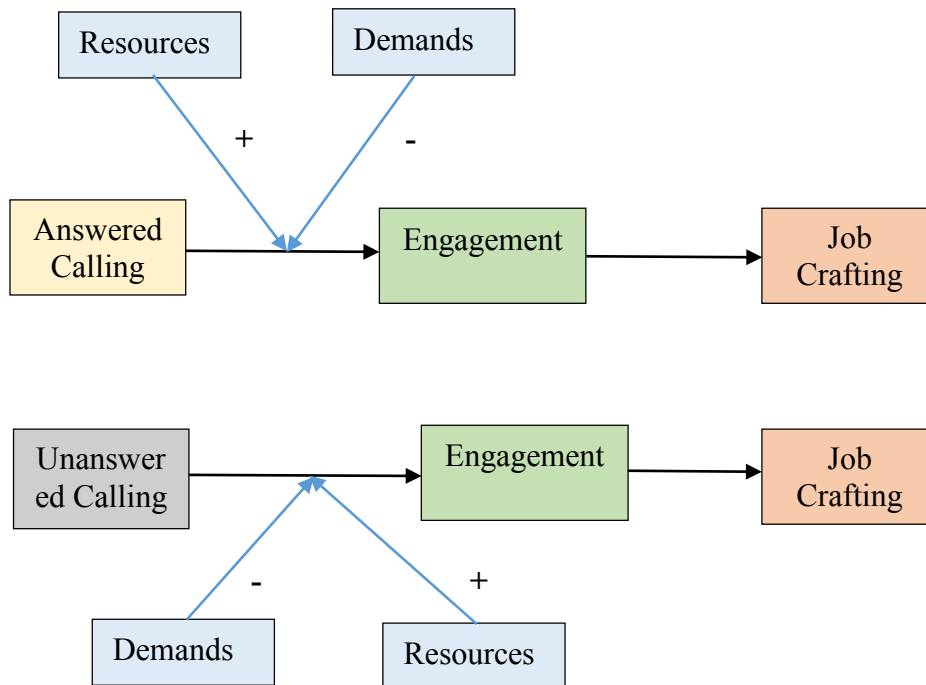 Resources
Demands
+
-
Answered
Calling
Engagement
Job
Crafting
Unanswer
ed Calling
Engagement
Job
Crafting
-
+
Demands
Resources